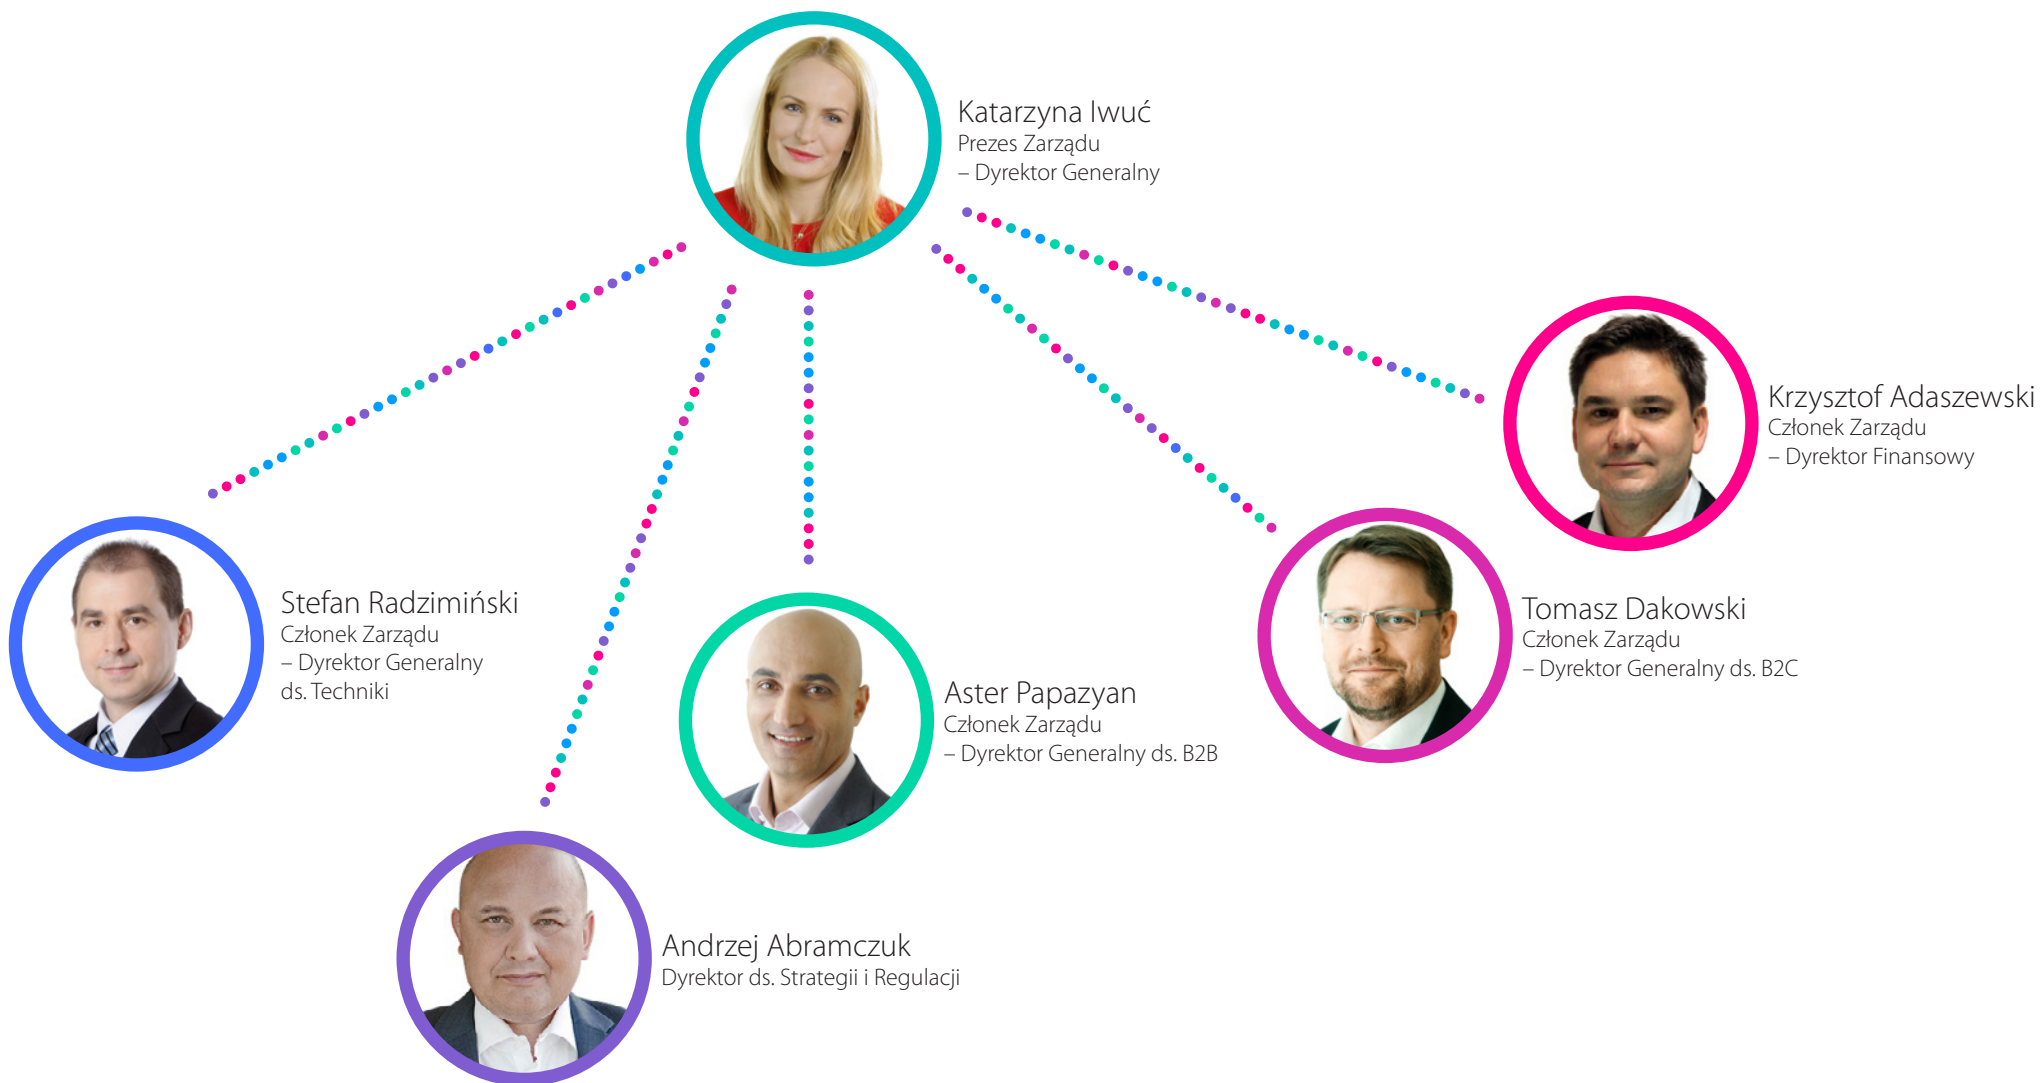 Katarzyna Iwuć
Prezes Zarządu
– Dyrektor Generalny
Krzysztof Adaszewski
Członek Zarządu
– Dyrektor Finansowy
Stefan Radzimiński
Członek Zarządu
– Dyrektor Generalny
ds. Techniki
Tomasz Dakowski
Członek Zarządu
– Dyrektor Generalny ds. B2C
Aster Papazyan
Członek Zarządu
– Dyrektor Generalny ds. B2B
Andrzej Abramczuk
Dyrektor ds. Strategii i Regulacji